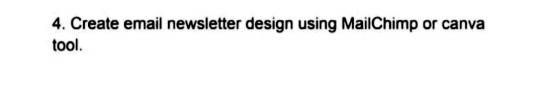 4. Create email newsletter design using MailChimp or canva
tool.